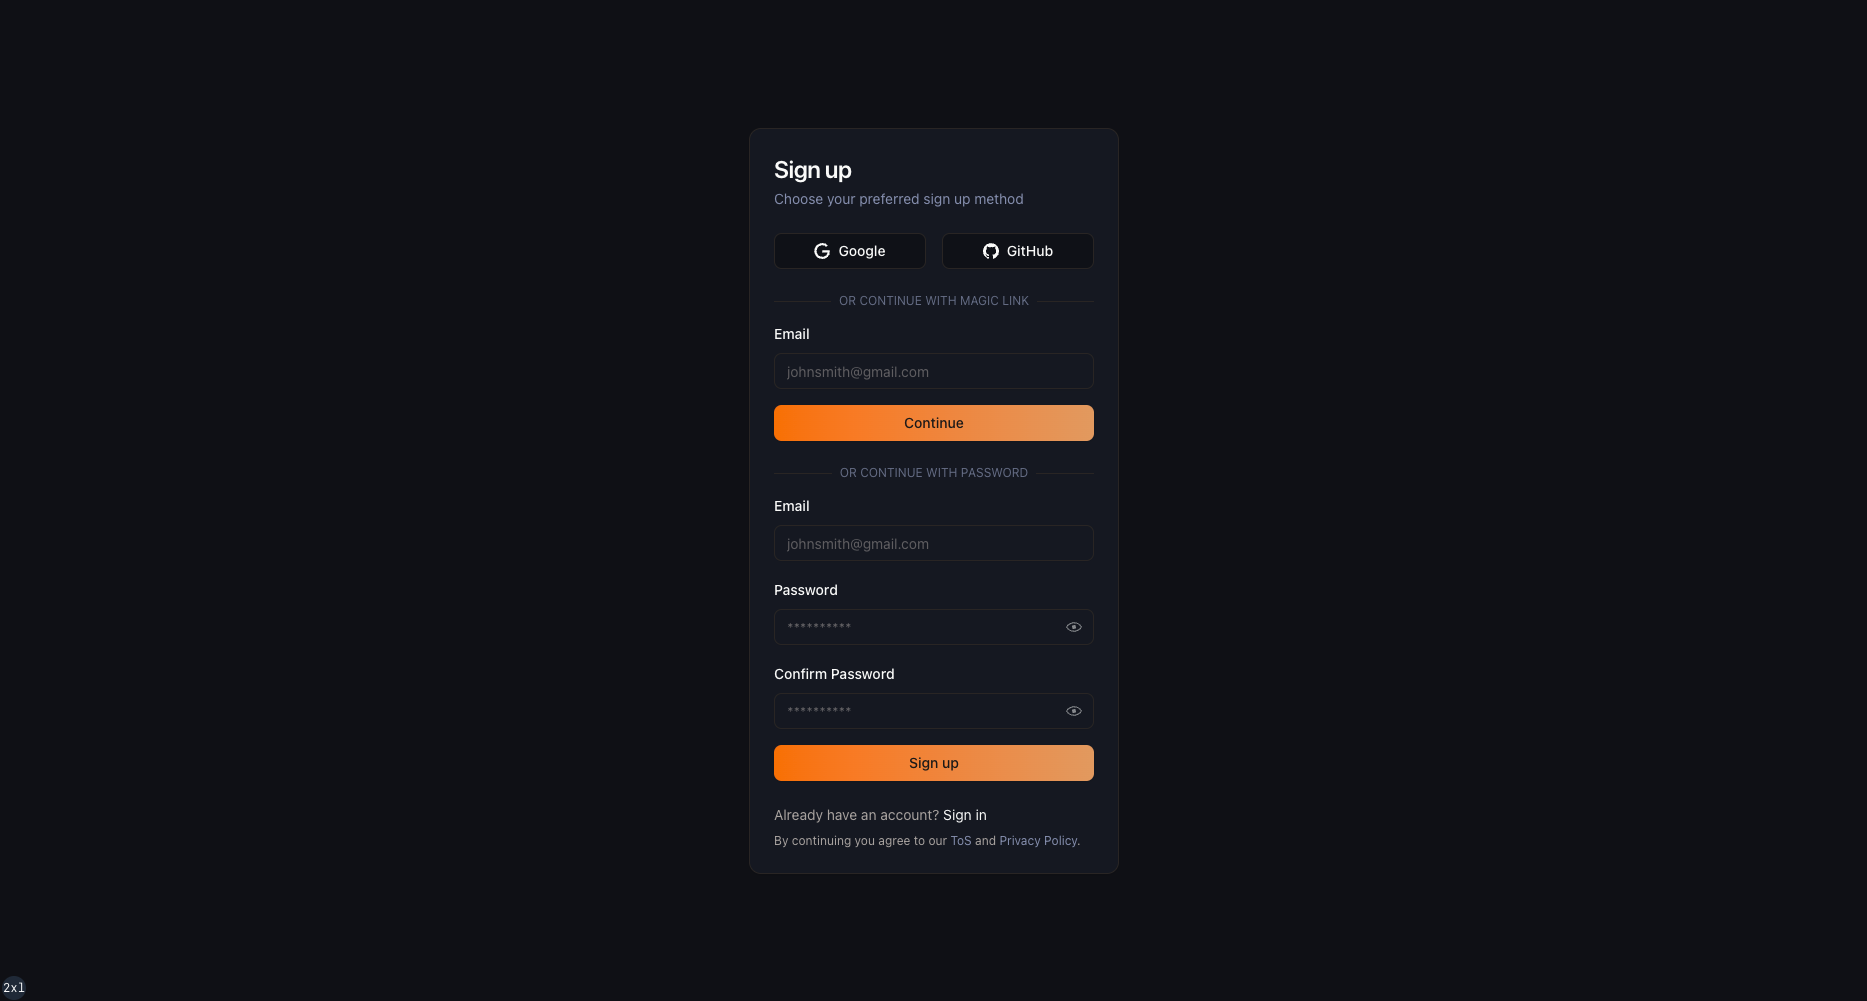 Sign up
Choose your preferred sign up method
Google
GitHub
OR CONTINUE WITH MAGIC LINK
Email
johnsmith@gmail.com
Continue
OR CONTINUE WITH PASSWORD
Email
johnsmith@gmail.com
Password
**********
Confirm Password
**********
Sign up
Already have an account? Sign in
By continuing you agree to our ToS and Privacy Policy.
2xl